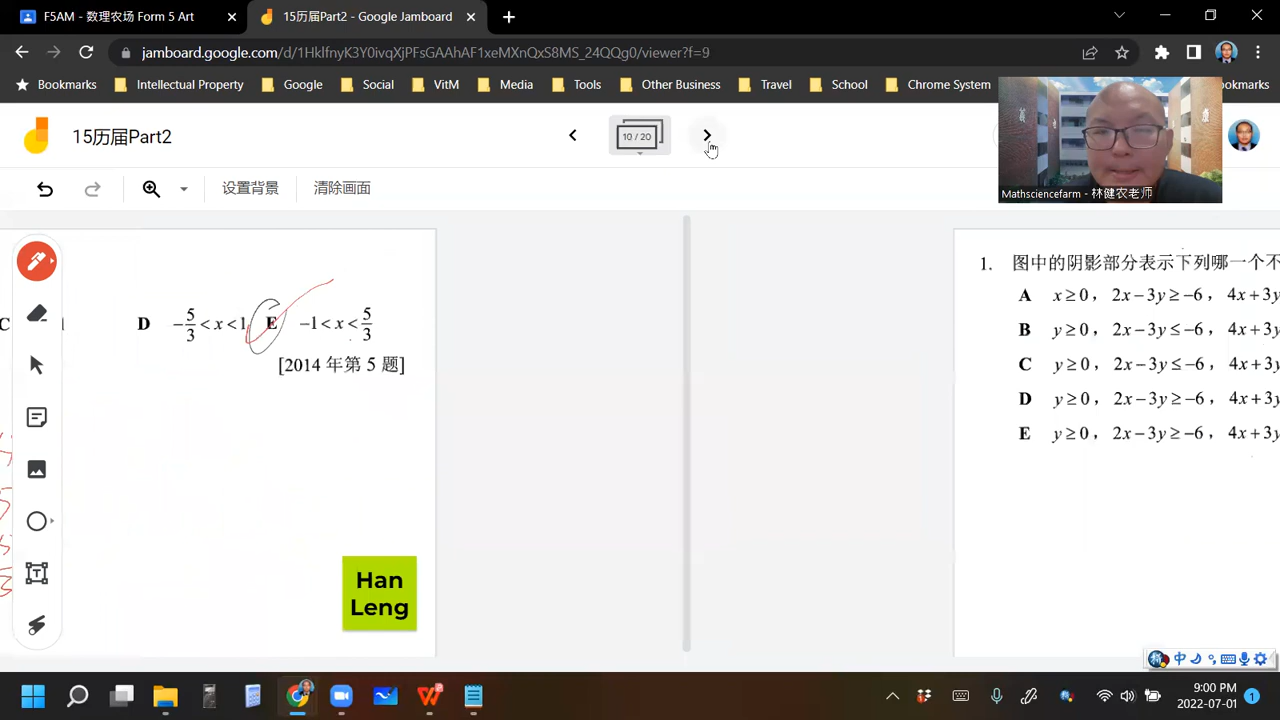 F5AM - 数理农场 Form 5 Art
15历届Part2 - Google Jamboard
jamboard.google.com/d/1HklfnyK3Y0ivqXjPFsGAAhAF1xeMXpQxS8MS_24QQg0/viewer?f=9
Bookmarks
Intellectual Property
Google
Social
VitM
Media
Tools
Other Business
Travel
School
Chrome System
okmarks
15历届Part2
10 / 20
设置背景
清除画面
Mathsciencefarm - 林健农老师
C
D -5/3 < x < 1
E -1 < x < 5/3
[2014 年第 5 题]
Han
Leng
1. 图中的阴影部分表示下列哪一个不
A x ≥ 0, 2x - 3y ≥ -6, 4x + 3y
B y ≥ 0, 2x - 3y ≤ -6, 4x + 3y
C y ≥ 0, 2x - 3y ≤ -6, 4x + 3y
D y ≥ 0, 2x - 3y ≥ -6, 4x + 3y
E y ≥ 0, 2x - 3y ≥ -6, 4x + 3y
中
9:00 PM
2022-07-01
1